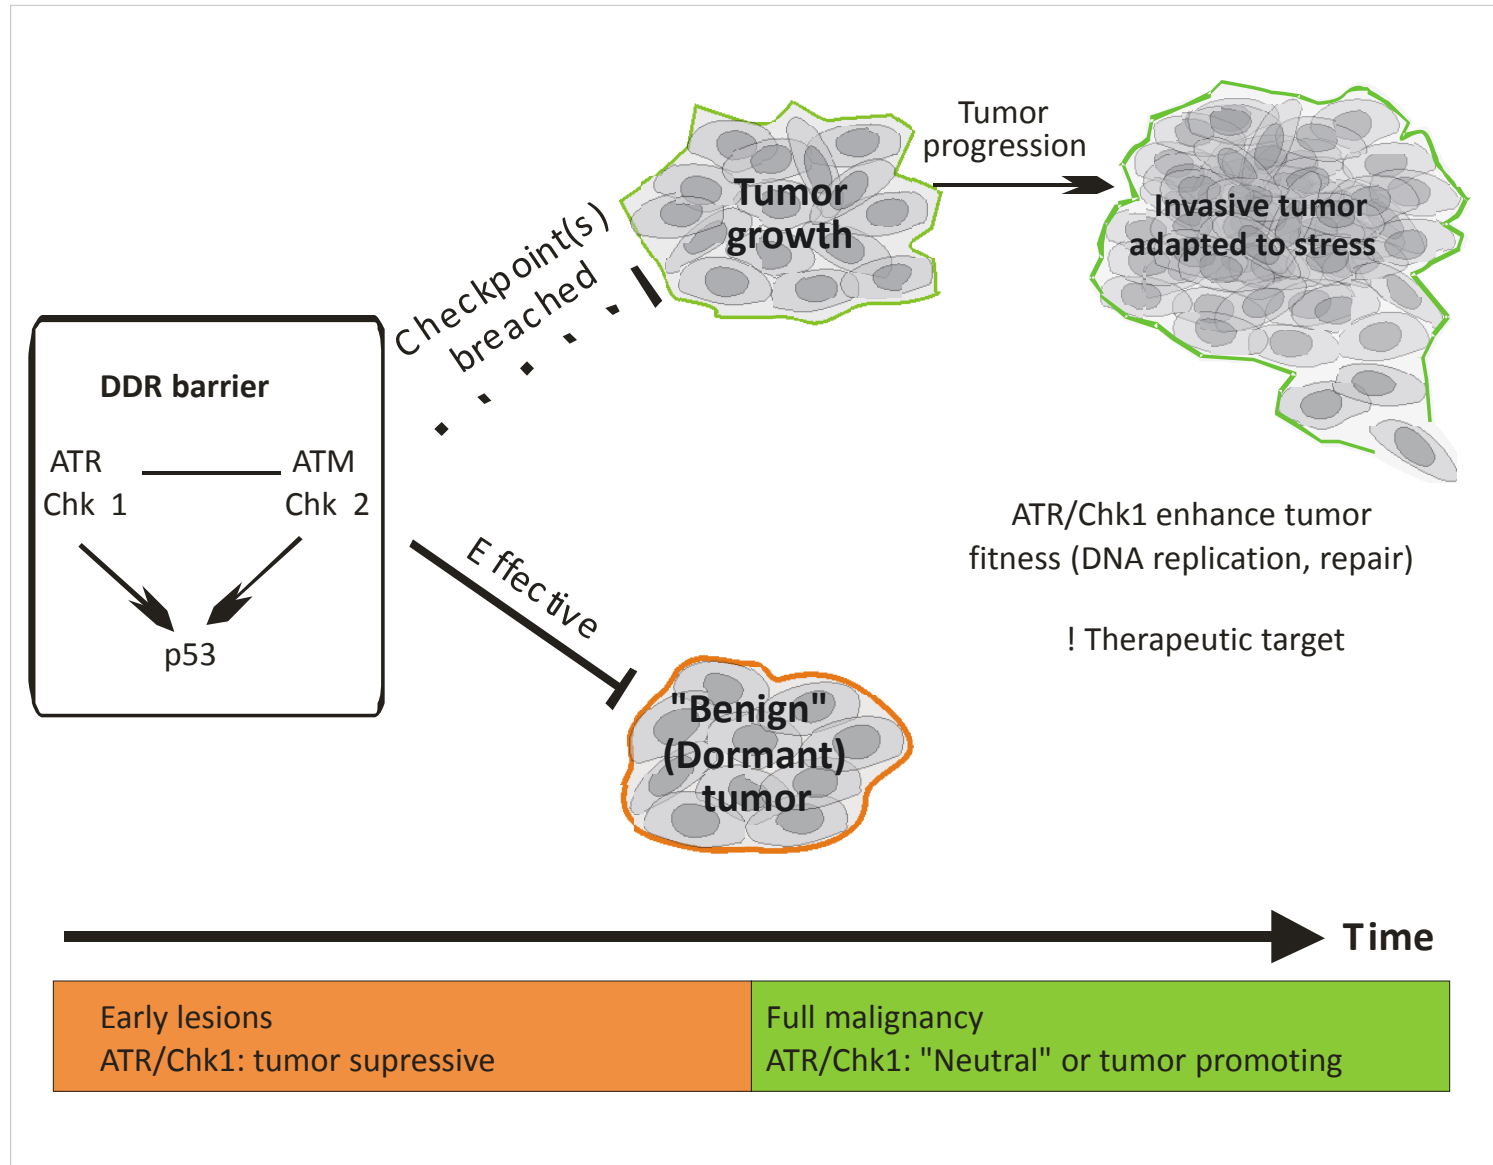 DDR barrier
ATR
ATM
Chk 1
Chk 2
p53
Checkpoint(s)
breached
Effective
Tumor
growth
Tumor
progression
Invasive tumor
adapted to stress
"Benign"
(Dormant)
tumor
ATR/Chk1 enhance tumor
fitness (DNA replication, repair)
! Therapeutic target
Time
Early lesions
ATR/Chk1: tumor supressive
Full malignancy
ATR/Chk1: "Neutral" or tumor promoting